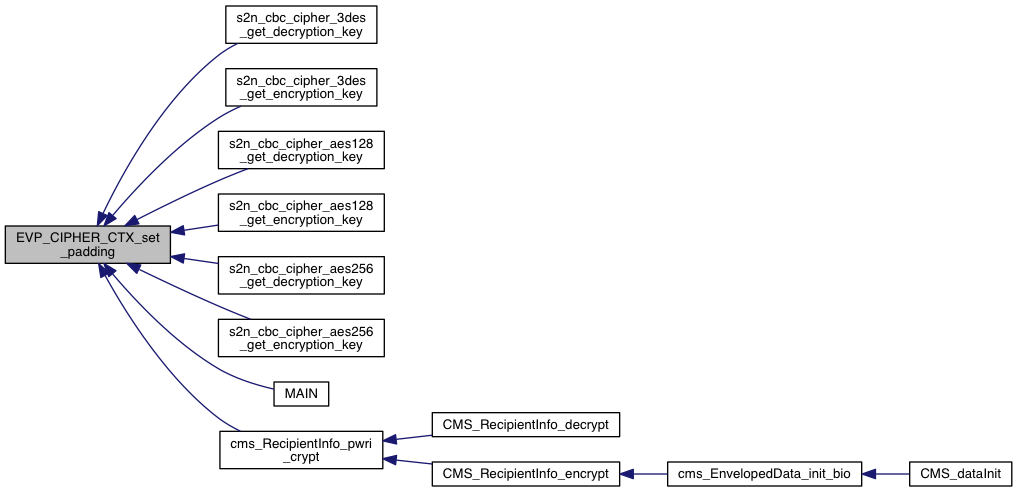 s2n_cbc_cipher_3des
_get_decryption_key
s2n_cbc_cipher_3des
_get_encryption_key
s2n_cbc_cipher_aes128
_get_decryption_key
s2n_cbc_cipher_aes128
_get_encryption_key
EVP_CIPHER_CTX_set
_padding
s2n_cbc_cipher_aes256
_get_decryption_key
s2n_cbc_cipher_aes256
_get_encryption_key
MAIN
cms_RecipientInfo_pwri
_crypt
CMS_RecipientInfo_decrypt
CMS_RecipientInfo_encrypt
cms_EnvelopedData_init_bio
CMS_dataInit